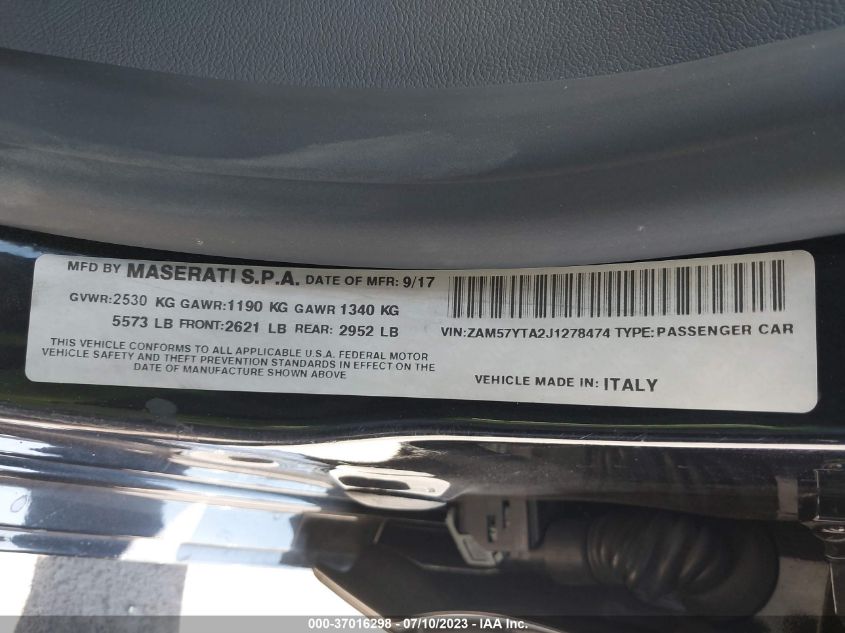 MFD BY MASERATI S.P.A. DATE OF MFR: 9/17
GVWR:2530 KG GAWR:1190 KG GAWR 1340 KG
5573 LB FRONT:2621 LB REAR: 2952 LB
THIS VEHICLE CONFORMS TO ALL APPLICABLE U.S.A. FEDERAL MOTOR
VEHICLE SAFETY AND THEFT PREVENTION STANDARDS IN EFFECT ON THE
DATE OF MANUFACTURE SHOWN ABOVE
VIN:ZAM57YTA2J1278474 TYPE:PASSENGER CAR
VEHICLE MADE IN: ITALY
000-37016298 - 07/10/2023 - IAA.COM